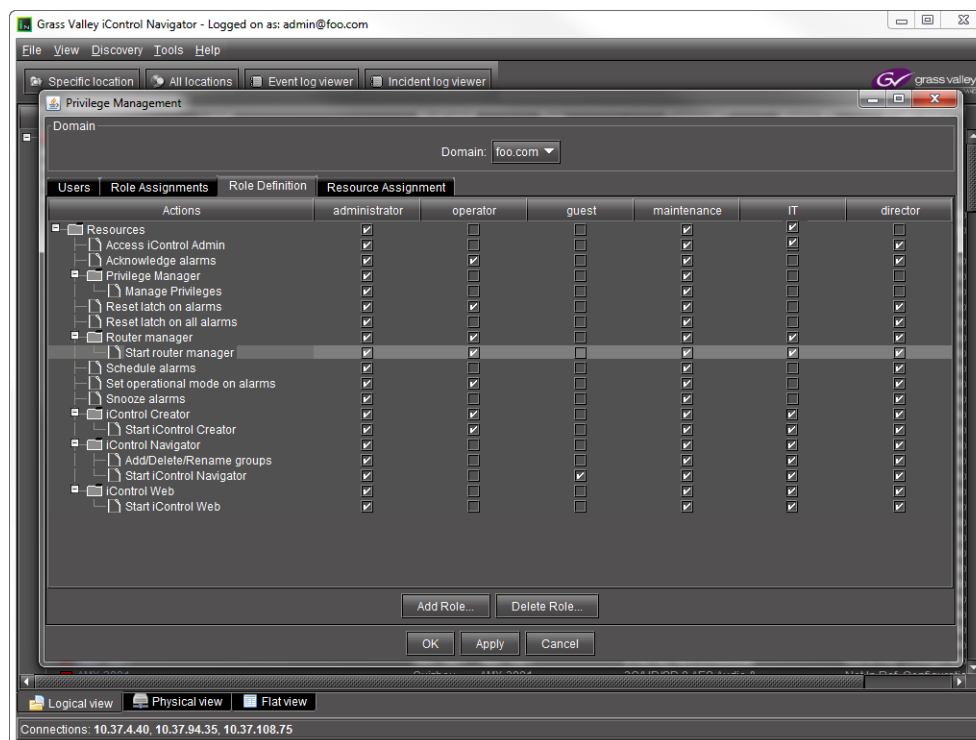 Grass Valley iControl Navigator - Logged on as: admin@foo.com
File View Discovery Tools Help
Specific location All locations Event log viewer Incident log viewer
GV grass valley
Privilege Management
Domain
Domain: foo.com
Users Role Assignments Role Definition Resource Assignment
Actions administrator operator guest maintenance IT director
Resources
Access iControl Admin
Acknowledge alarms
Privilege Manager
Manage Privileges
Reset latch on alarms
Reset latch on all alarms
Router manager
Start router manager
Schedule alarms
Set operational mode on alarms
Snooze alarms
iControl Creator
Start iControl Creator
iControl Navigator
Add/Delete/Rename groups
Start iControl Navigator
iControl Web
Start iControl Web
Add Role... Delete Role...
OK Apply Cancel
Logical view Physical view Flat view
Connections: 10.37.4.40, 10.37.94.35, 10.37.108.75